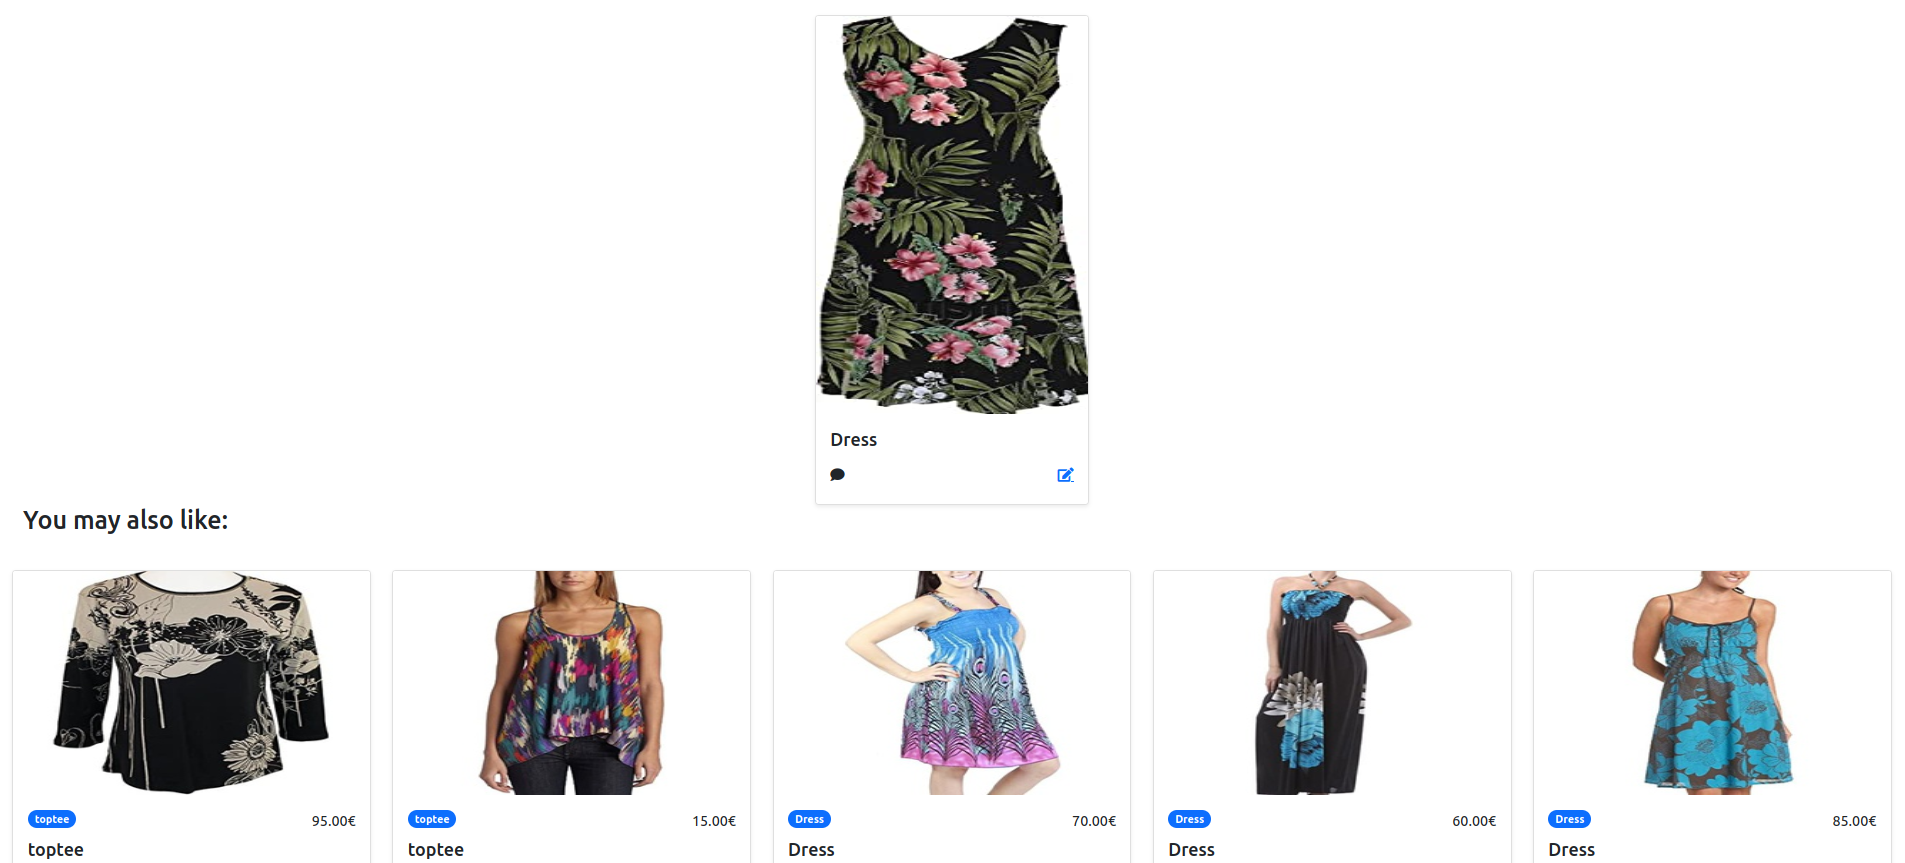 Dress
You may also like:
toptee 95.00€
toptee
toptee 15.00€
toptee
Dress 70.00€
Dress
Dress 60.00€
Dress
Dress 85.00€
Dress